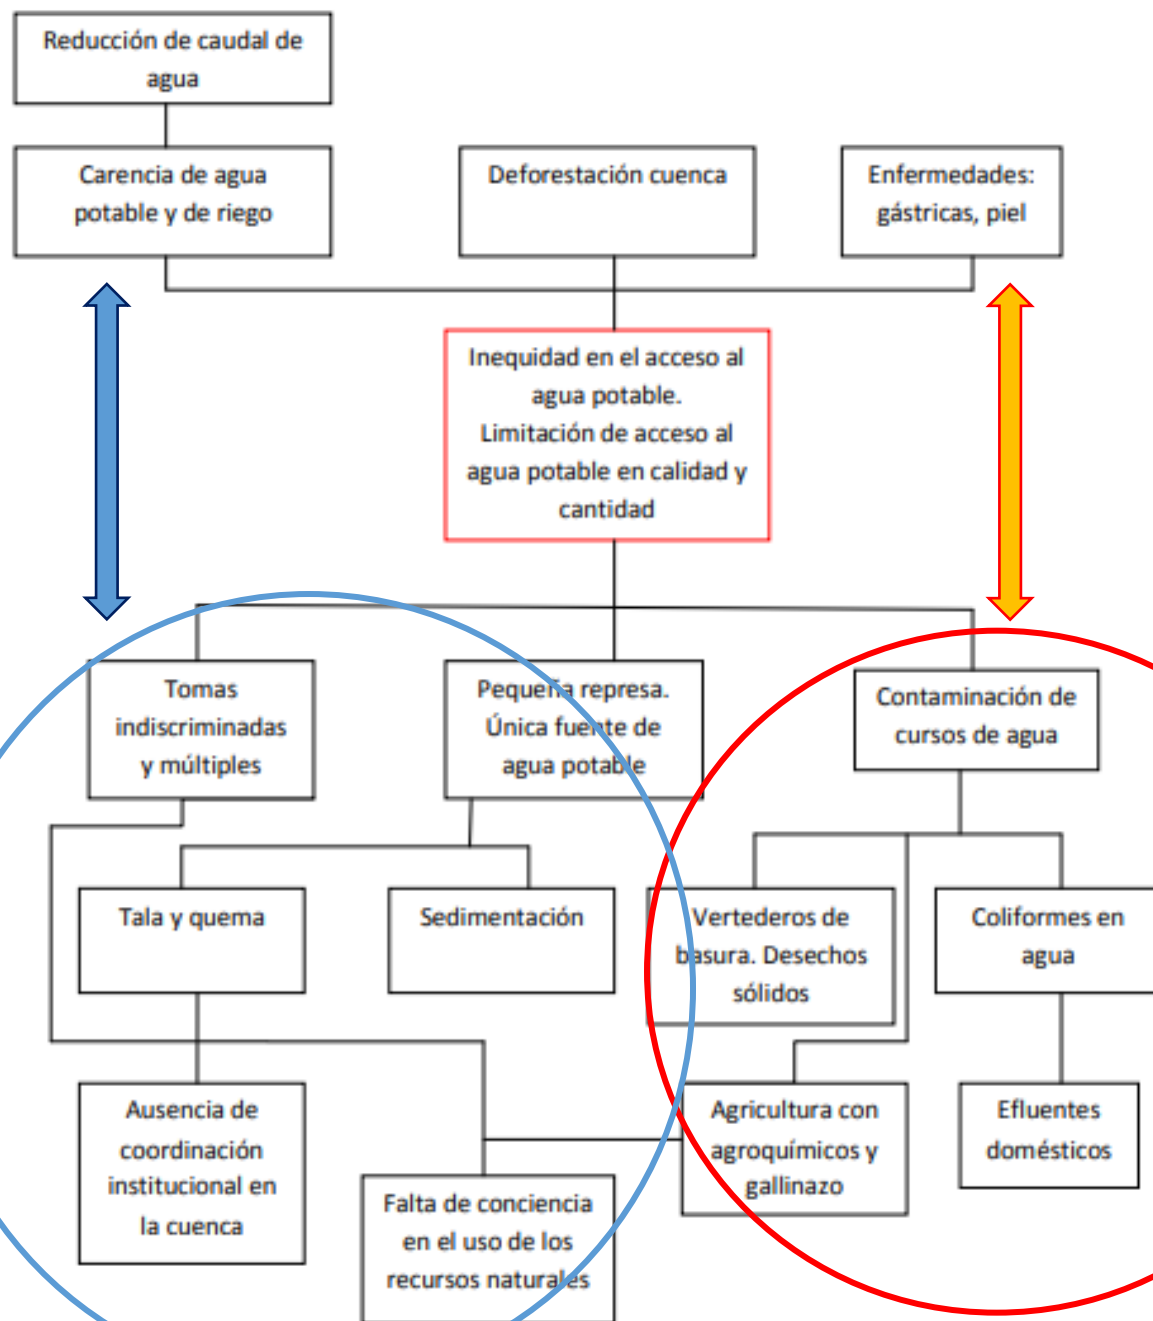 Reducción de caudal de
agua
Carencia de agua
potable y de riego
Deforestación cuenca
Enfermedades:
gástricas, piel
Inequidad en el acceso al
agua potable.
Limitación de acceso al
agua potable en calidad y
cantidad
Tomas
indiscriminadas
y múltiples
Pequeña represa.
Única fuente de
agua potable
Contaminación de
cursos de agua
Tala y quema
Sedimentación
Vertederos de
basura. Desechos
sólidos
Coliformes en
agua
Ausencia de
coordinación
institucional en
la cuenca
Falta de conciencia
en el uso de los
recursos naturales
Agricultura con
agroquímicos y
gallinazo
Efluentes
domésticos